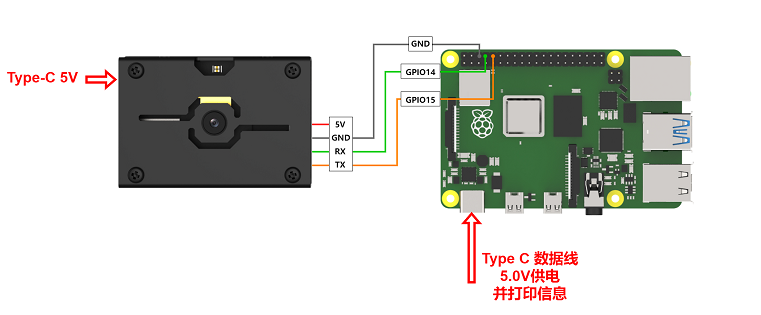 GND
Type-C 5V
GPIO14
GPIO15
5V
GND
RX
TX
Type C 数据线
5.0V供电
并打印信息